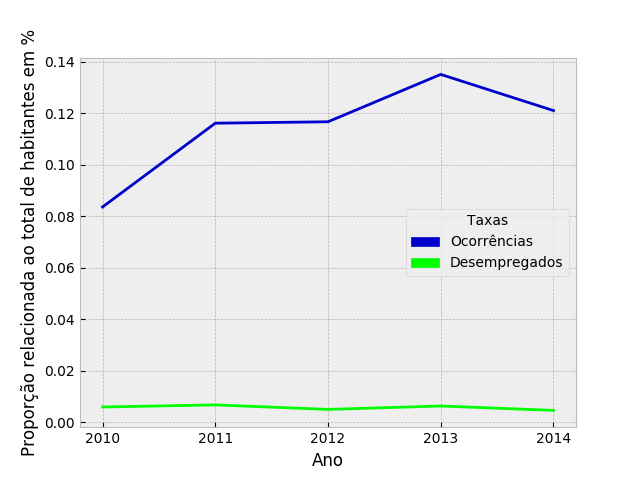 Proporção relacionada ao total de habitantes em %
0.14
0.12
0.10
0.08
0.06
0.04
0.02
0.00
Taxas
Ocorrências
Desempregados
2010 2011 2012 2013 2014
Ano